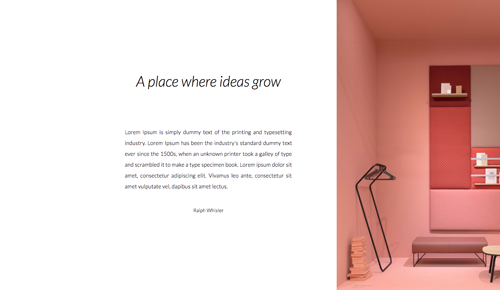 A place where ideas grow
Lorem Ipsum is simply dummy text of the printing and typesetting
industry. Lorem Ipsum has been the industry's standard dummy text
ever since the 1500s, when an unknown printer took a galley of type
and scrambled it to make a type specimen book. Lorem ipsum dolor sit
amet, consectetur adipiscing elit. Vivamus leo ante, consectetur sit
amet vulputate vel, dapibus sit amet lectus.
Ralph Whisler